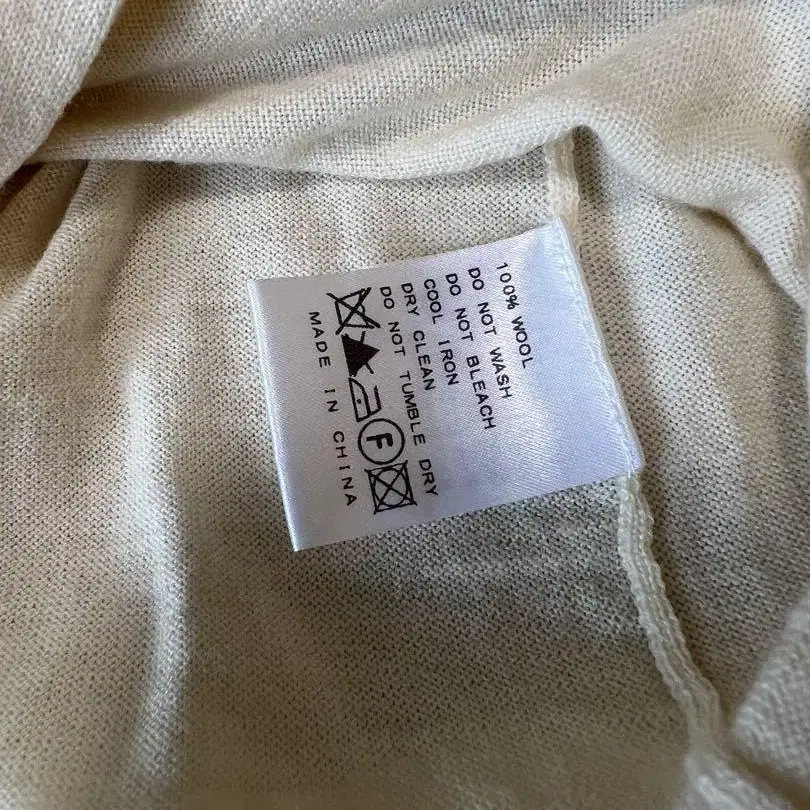 100% WOOL
DO NOT WASH
DO NOT BLEACH
COOL IRON
DRY CLEAN
DO NOT TUMBLE DRY
F
MADE IN CHINA